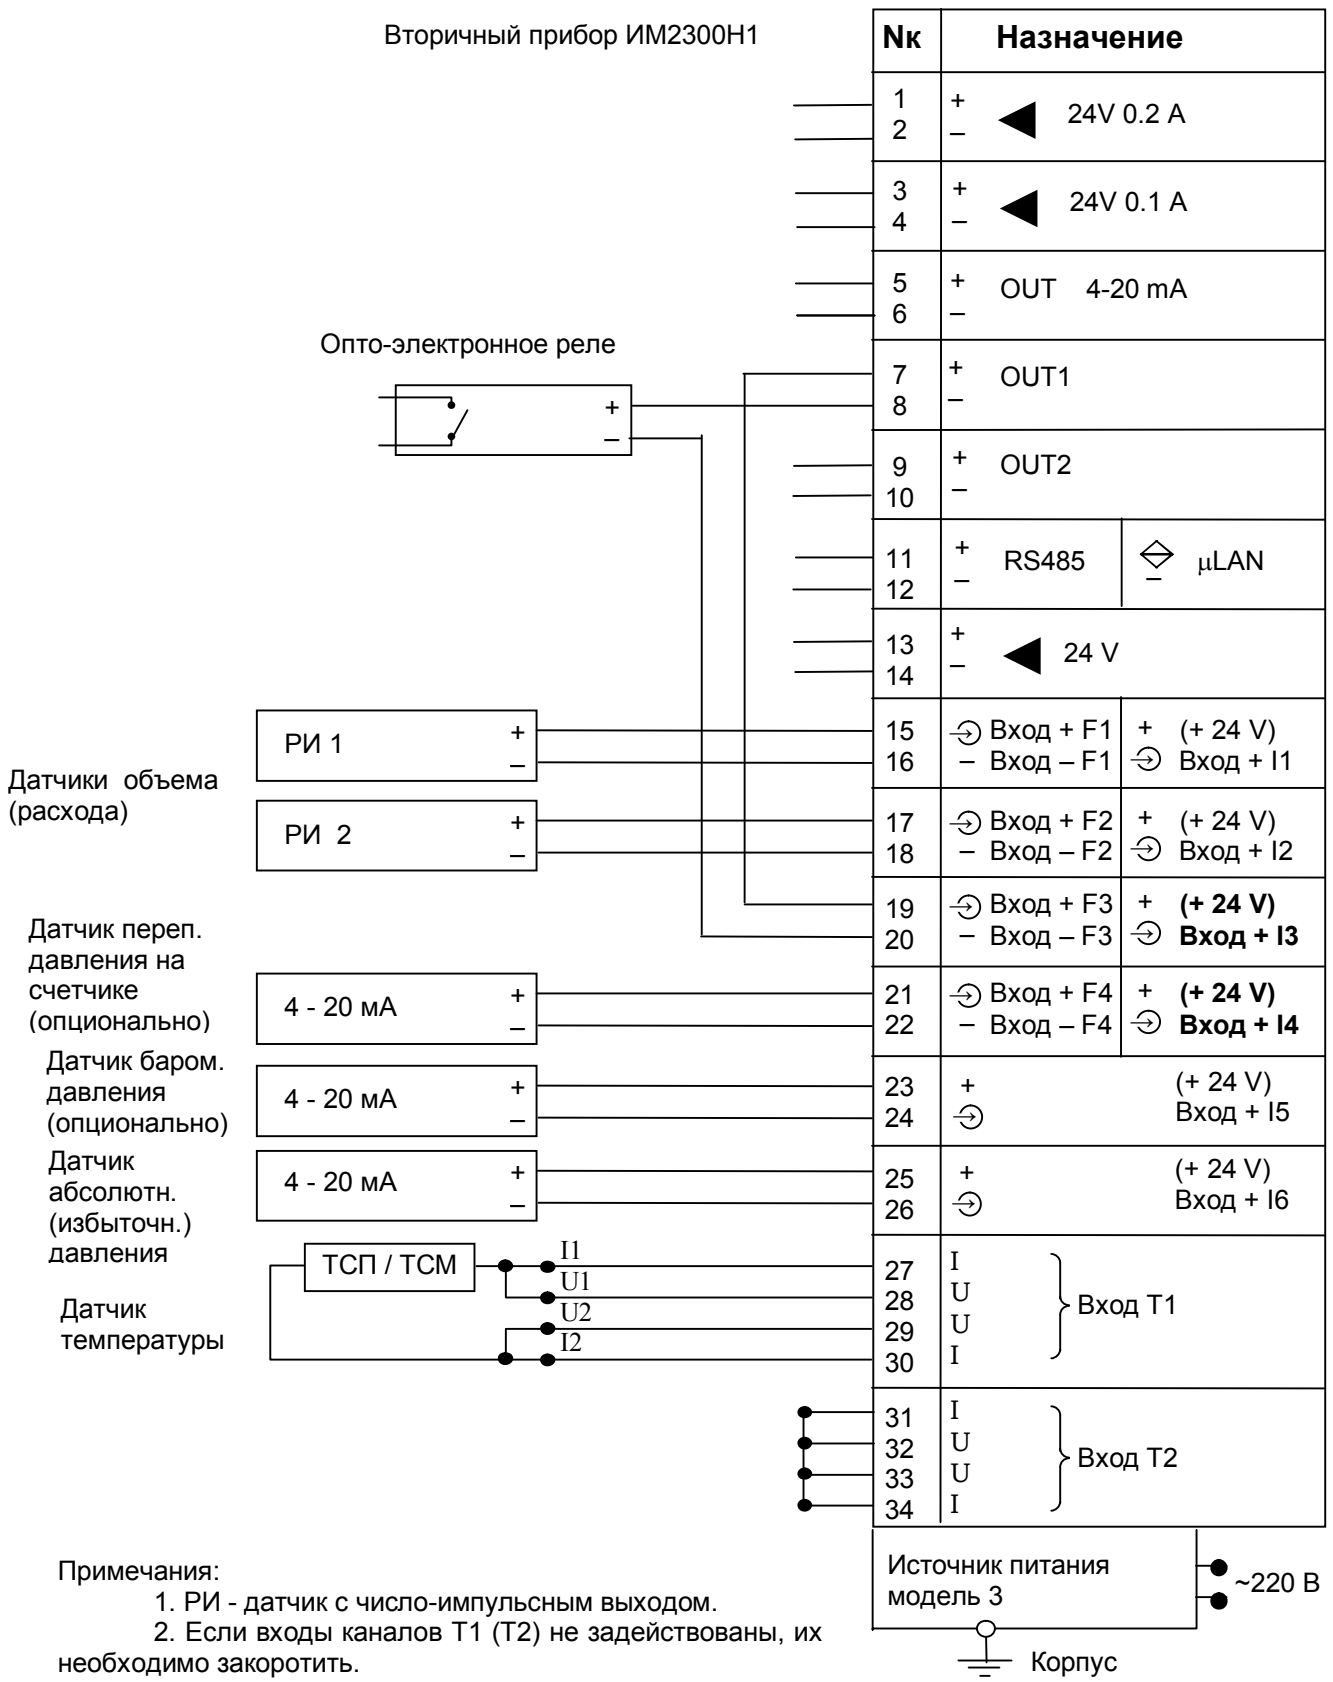 Вторичный прибор ИМ2300Н1
Nк Назначение
1 + 24V 0.2 A
2 –
3 + 24V 0.1 A
4 –
5 + OUT 4-20 mA
6 –
Опто-электронное реле
+
–
7 + OUT1
8 –
9 + OUT2
10 –
11 + RS485 μLAN
12 – –
13 + 24 V
14 –
Датчики объема
(расхода)
РИ 1 +
–
15 Вход + F1 + (+ 24 V)
16 – Вход – F1 Вход + I1
РИ 2 +
–
17 Вход + F2 + (+ 24 V)
18 – Вход – F2 Вход + I2
19 Вход + F3 + (+ 24 V)
20 – Вход – F3 Вход + I3
Датчик переп.
давления на
счетчике
(опционально)
4 - 20 мА +
–
21 Вход + F4 + (+ 24 V)
22 – Вход – F4 Вход + I4
Датчик баром.
давления
(опционально)
4 - 20 мА +
–
23 + (+ 24 V)
24 Вход + I5
Датчик
абсолютн.
(избыточн.)
давления
4 - 20 мА +
–
25 + (+ 24 V)
26 Вход + I6
Датчик
температуры
ТСП / ТСМ
I1
U1
U2
I2
27 I
28 U
29 U
30 I
Вход T1
31 I
32 U
33 U
34 I
Вход T2
Источник питания
модель 3
~220 В
Корпус
Примечания:
1. РИ - датчик с число-импульсным выходом.
2. Если входы каналов Т1 (Т2) не задействованы, их
необходимо закоротить.